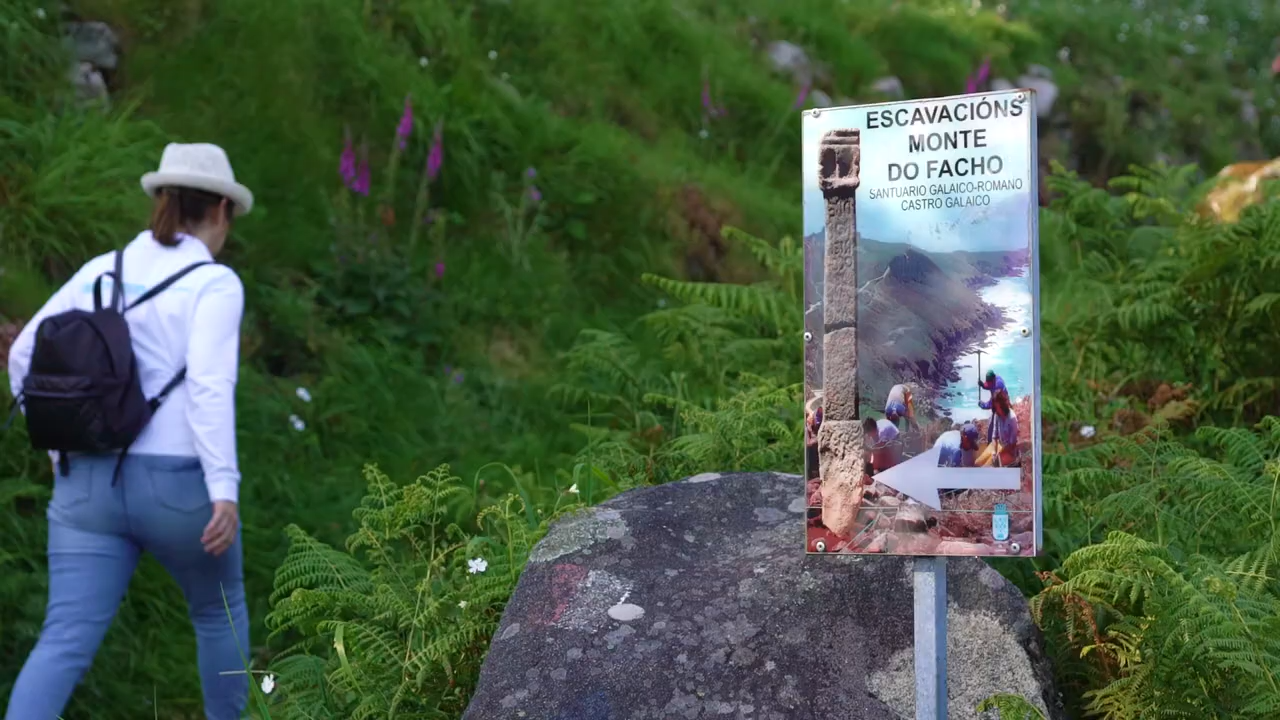 ESCAVACIÓNS
MONTE
DO FACHO
SANTUARIO GALAICO-ROMANO
CASTRO GALAICO